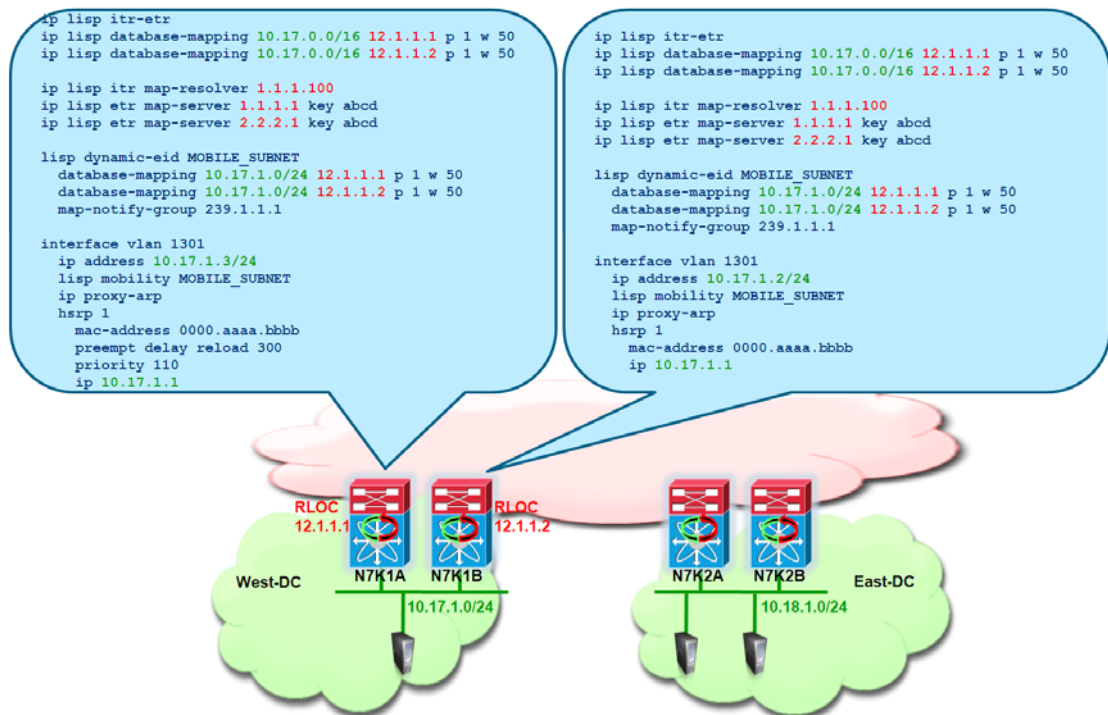 ip lisp itr-etr
ip lisp database-mapping 10.17.0.0/16 12.1.1.1 p 1 w 50
ip lisp database-mapping 10.17.0.0/16 12.1.1.2 p 1 w 50
ip lisp itr map-resolver 1.1.1.100
ip lisp etr map-server 1.1.1.1 key abcd
ip lisp etr map-server 2.2.2.1 key abcd
lisp dynamic-eid MOBILE_SUBNET
database-mapping 10.17.1.0/24 12.1.1.1 p 1 w 50
database-mapping 10.17.1.0/24 12.1.1.2 p 1 w 50
map-notify-group 239.1.1.1
interface vlan 1301
ip address 10.17.1.3/24
lisp mobility MOBILE_SUBNET
ip proxy-arp
hsrp 1
mac-address 0000.aaaa.bbbb
preempt delay reload 300
priority 110
ip 10.17.1.1
ip lisp itr-etr
ip lisp database-mapping 10.17.0.0/16 12.1.1.1 p 1 w 50
ip lisp database-mapping 10.17.0.0/16 12.1.1.2 p 1 w 50
ip lisp itr map-resolver 1.1.1.100
ip lisp etr map-server 1.1.1.1 key abcd
ip lisp etr map-server 2.2.2.1 key abcd
lisp dynamic-eid MOBILE_SUBNET
database-mapping 10.17.1.0/24 12.1.1.1 p 1 w 50
database-mapping 10.17.1.0/24 12.1.1.2 p 1 w 50
map-notify-group 239.1.1.1
interface vlan 1301
ip address 10.17.1.2/24
lisp mobility MOBILE_SUBNET
ip proxy-arp
hsrp 1
mac-address 0000.aaaa.bbbb
ip 10.17.1.1
RLOC
12.1.1.1
RLOC
12.1.1.2
N7K1A
N7K1B
N7K2A
N7K2B
West-DC
East-DC
10.17.1.0/24
10.18.1.0/24